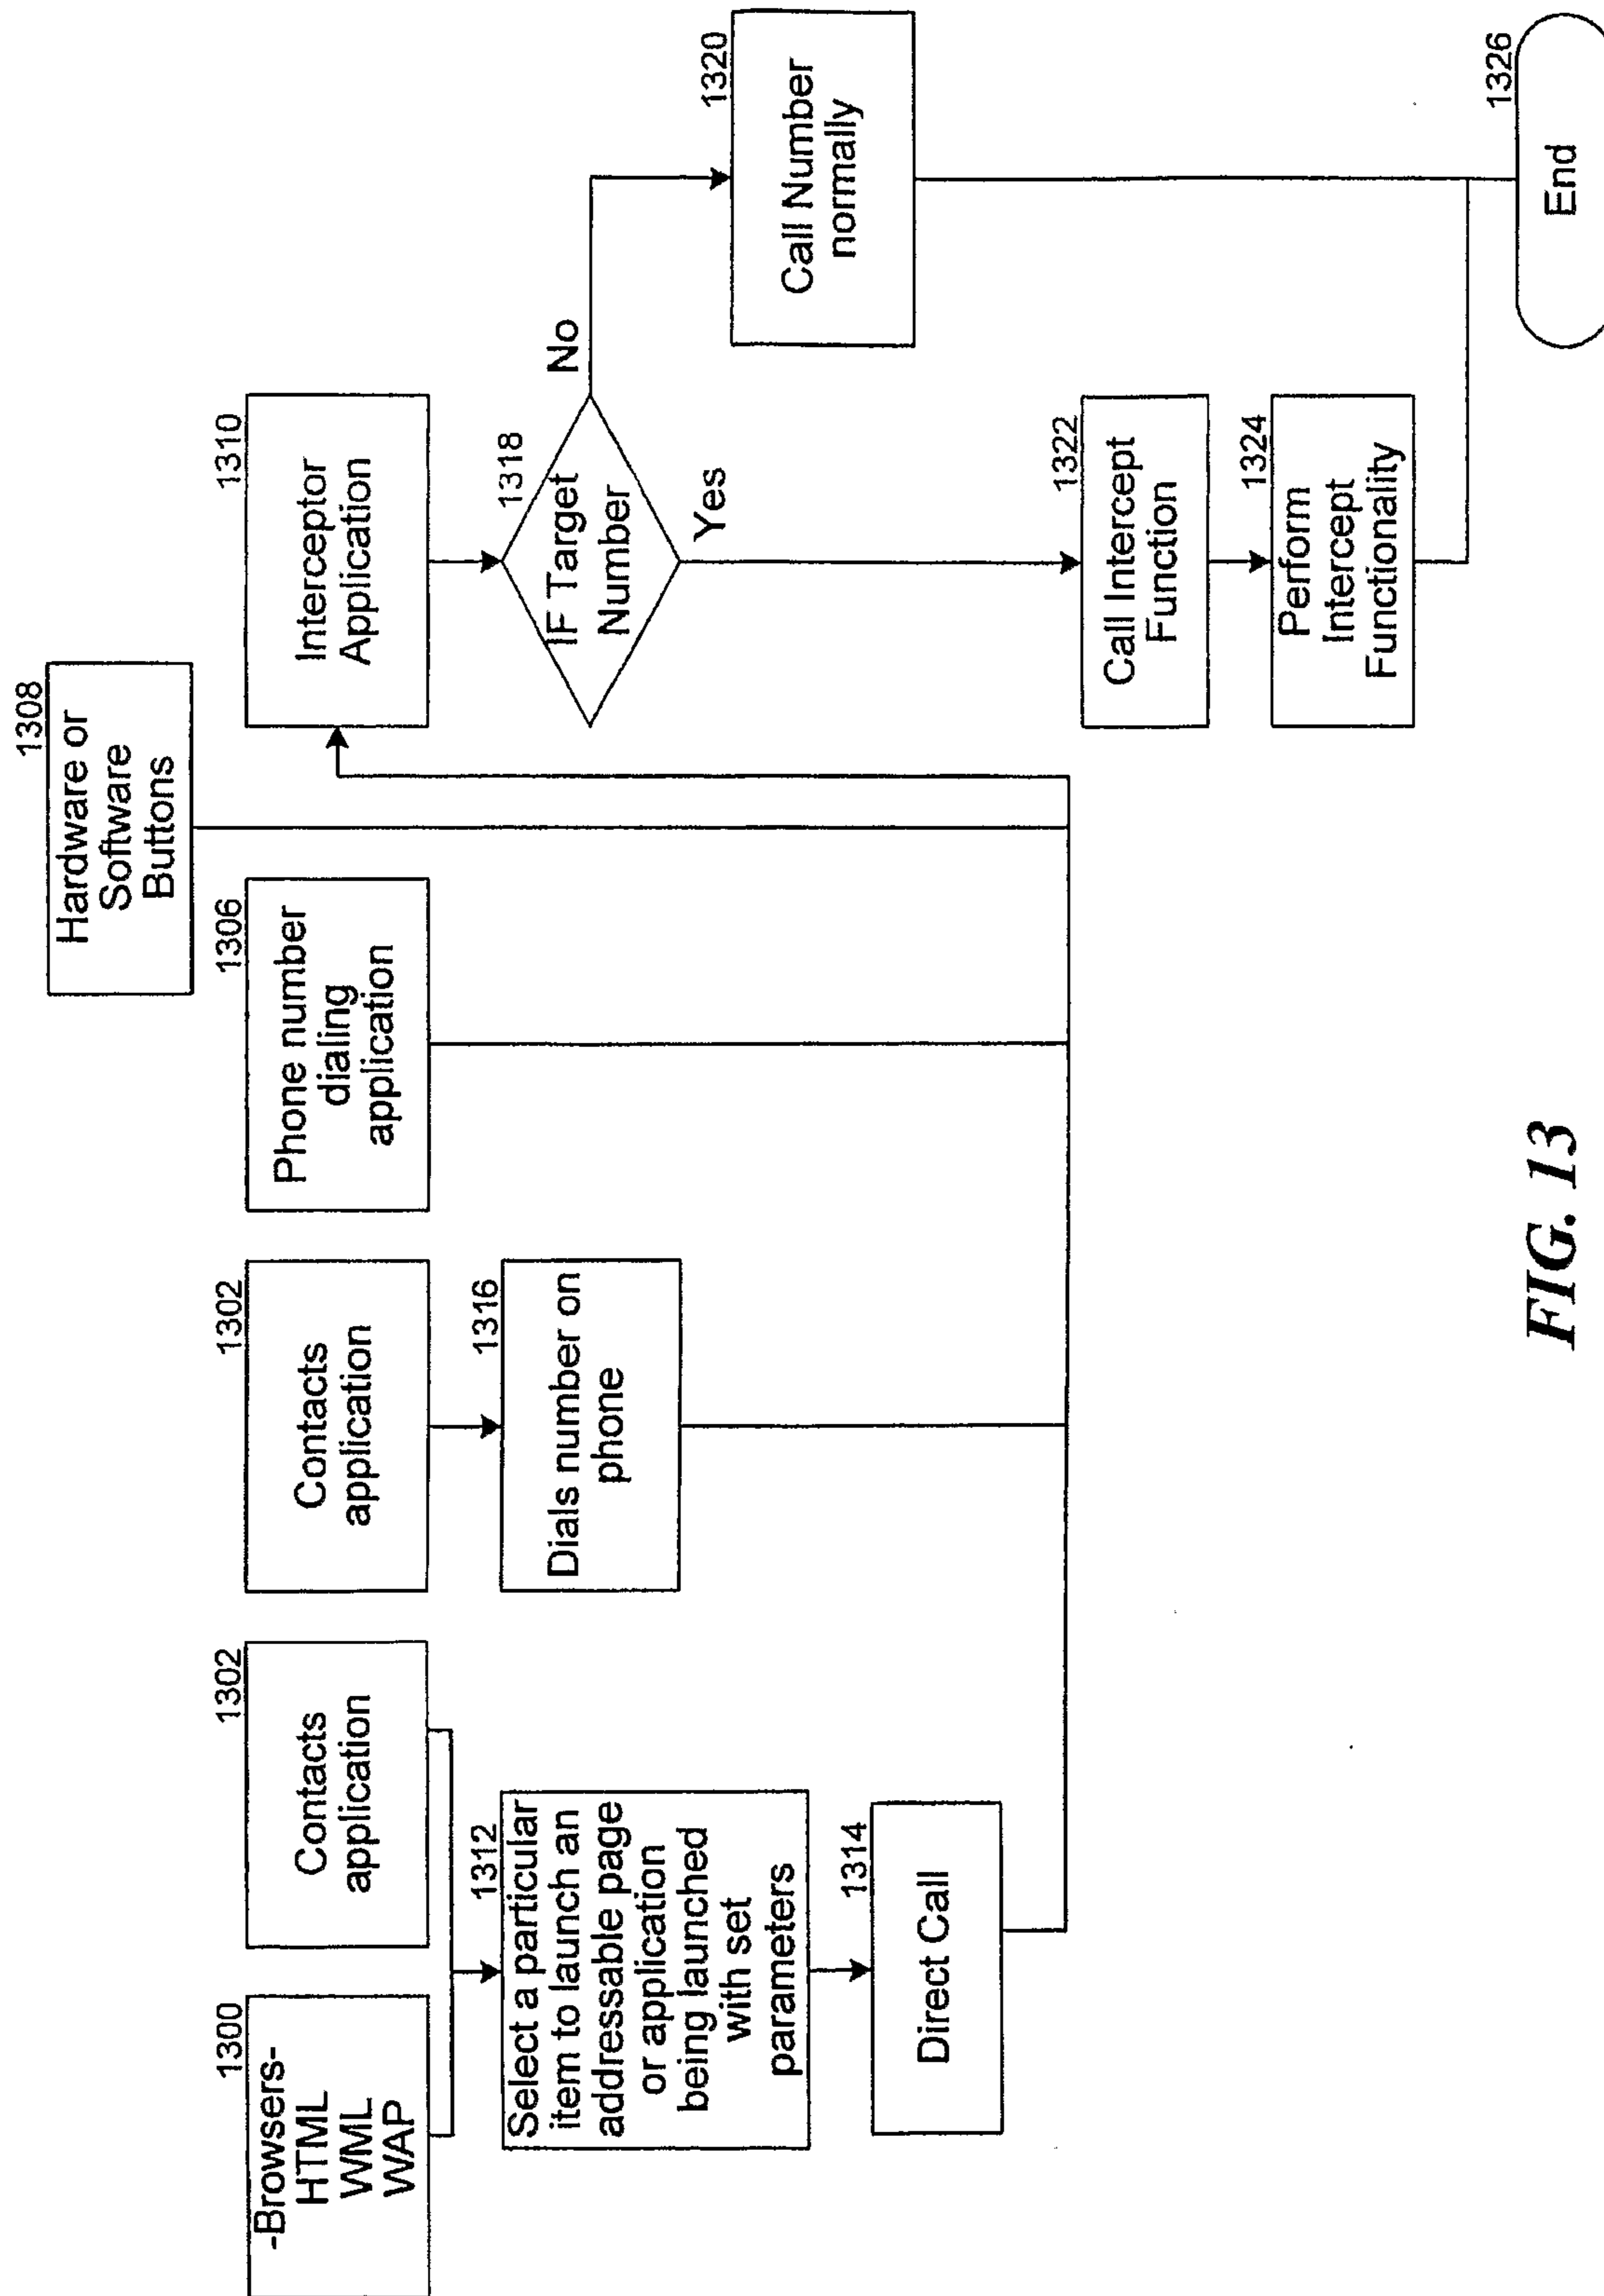 1308
Hardware or
Software
Buttons
1300
-Browsers-
HTML
WML
WAP
1302
Contacts
application
1302
Contacts
application
1306
Phone number
dialing
application
1310
Interceptor
Application
1312
Select a particular
item to launch an
addressable page
or application
being launched
with set
parameters
1316
Dials number on
phone
1318
IF Target
Number
No
Yes
1320
Call Number
normally
1314
Direct Call
1322
Call Intercept
Function
1324
Perform
Intercept
Functionality
1326
End
FIG. 13